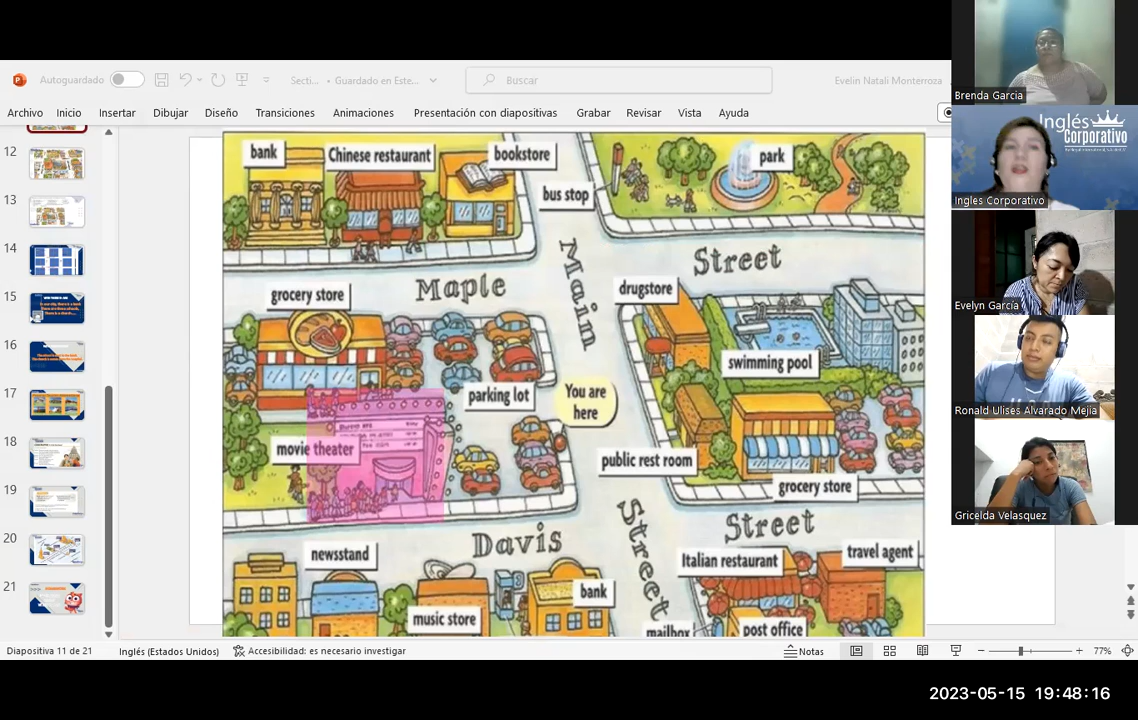 Autoguardado
Secti... • Guardado en Este...
Buscar
Evelin Natali Monterroza
Archivo Inicio Insertar Dibujar Diseño Transiciones Animaciones Presentación con diapositivas Grabar Revisar Vista Ayuda
12
13
14
15
16
17
18
19
20
21
bank
Chinese restaurant
bookstore
bus stop
park
Maple
Main
Street
grocery store
drugstore
swimming pool
parking lot
You are
here
movie theater
public rest room
grocery store
Davis
Street
Street
newsstand
music store
bank
Italian restaurant
travel agent
mailbox
post office
Diapositiva 11 de 21
Inglés (Estados Unidos)
Accesibilidad: es necesario investigar
Notas
77%
Brenda Garcia
Inglés
Corporativo
Ingles Corporativo
Evelyn García
Ronald Ulises Alvarado Mejia
Gricelda Velasquez
2023-05-15 19:48:16